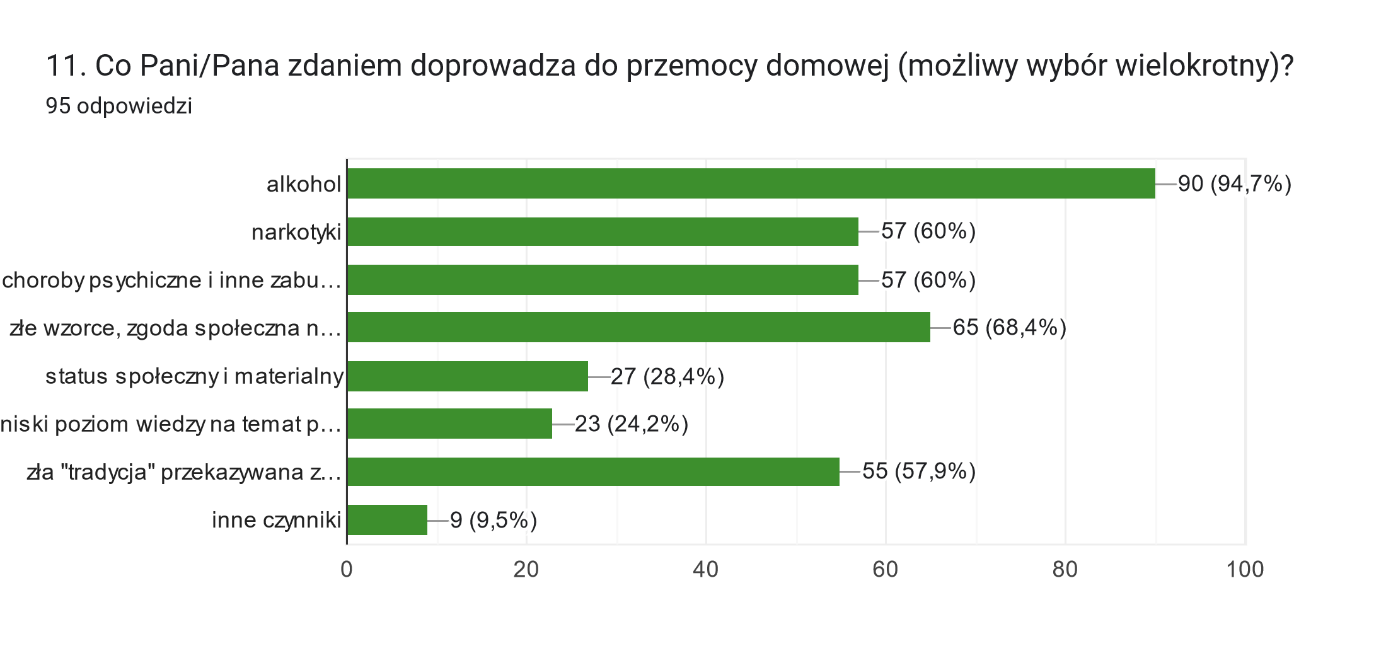 11. Co Pani/Pana zdaniem doprowadza do przemocy domowej (możliwy wybór wielokrotny)?
95 odpowiedzi
alkohol
90 (94,7%)
narkotyki
57 (60%)
choroby psychiczne i inne zabu…
57 (60%)
złe wzorce, zgoda społeczna n…
65 (68,4%)
status społeczny i materialny
27 (28,4%)
niski poziom wiedzy na temat p…
23 (24,2%)
zła "tradycja" przekazywana z…
55 (57,9%)
inne czynniki
9 (9,5%)
0 20 40 60 80 100